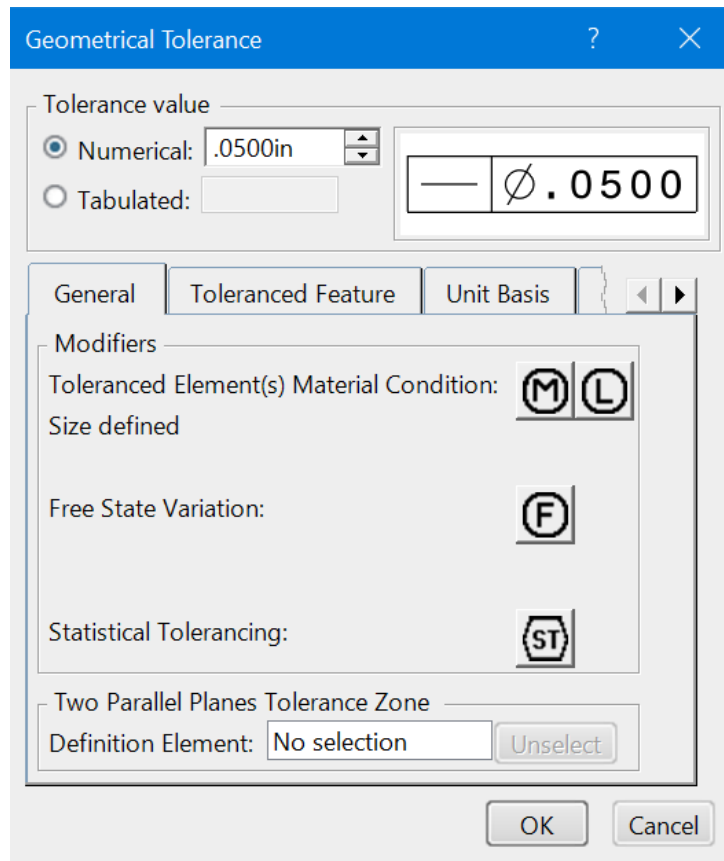 Geometrical Tolerance ? ×
Tolerance value
Numerical: .0500in
Tabulated:
— ⌀.0500
General Toleranced Feature Unit Basis
Modifiers
Toleranced Element(s) Material Condition: Ⓜ Ⓛ
Size defined
Free State Variation: Ⓕ
Statistical Tolerancing: ST
Two Parallel Planes Tolerance Zone
Definition Element: No selection Unselect
OK Cancel